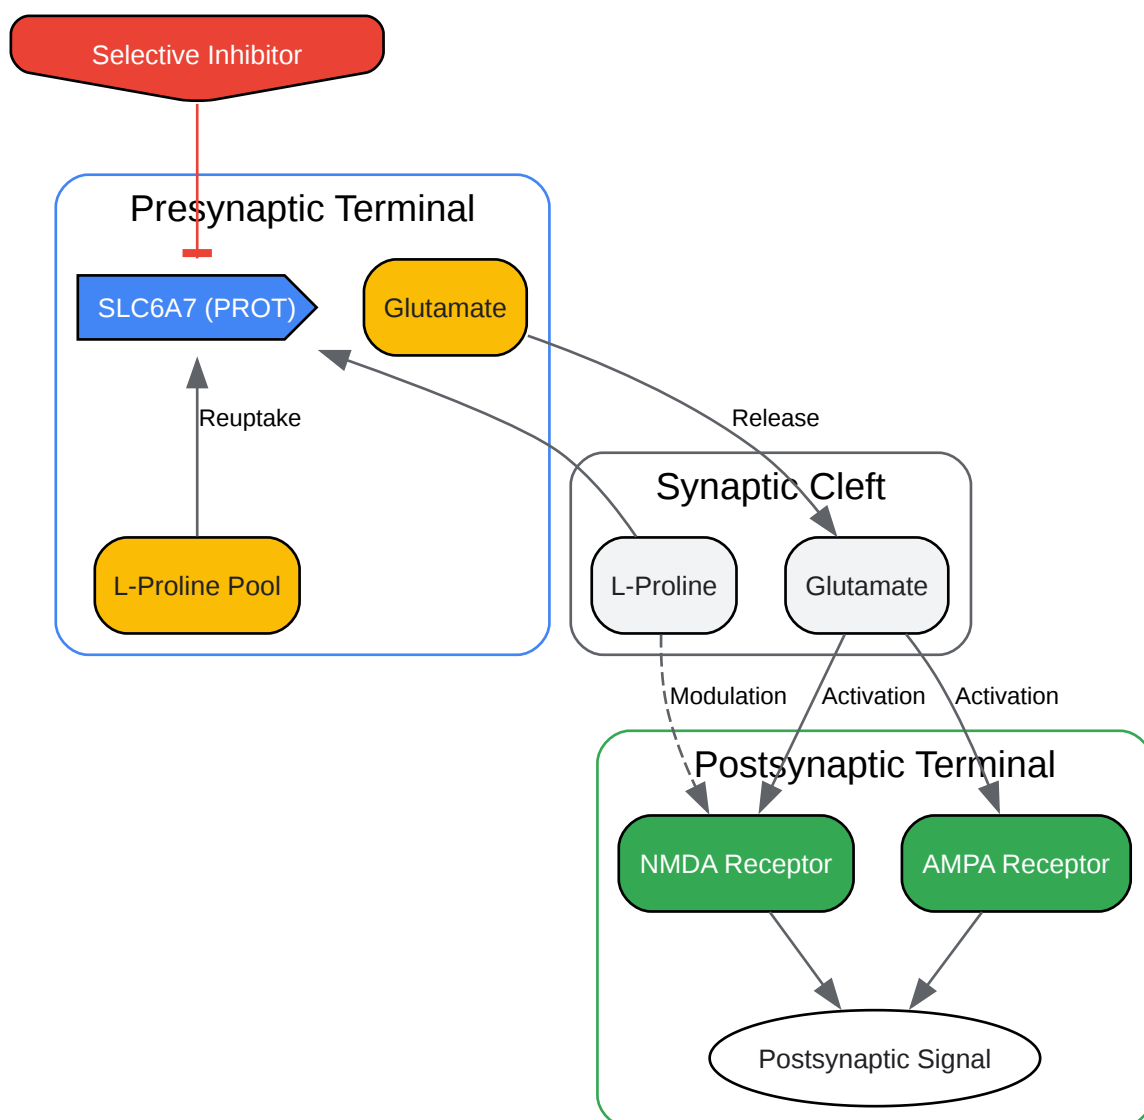 Selective Inhibitor
Presynaptic Terminal
SLC6A7 (PROT)
Glutamate
Reuptake
Release
Synaptic Cleft
L-Proline Pool
L-Proline
Glutamate
Modulation
Activation
Activation
Postsynaptic Terminal
NMDA Receptor
AMPA Receptor
Postsynaptic Signal